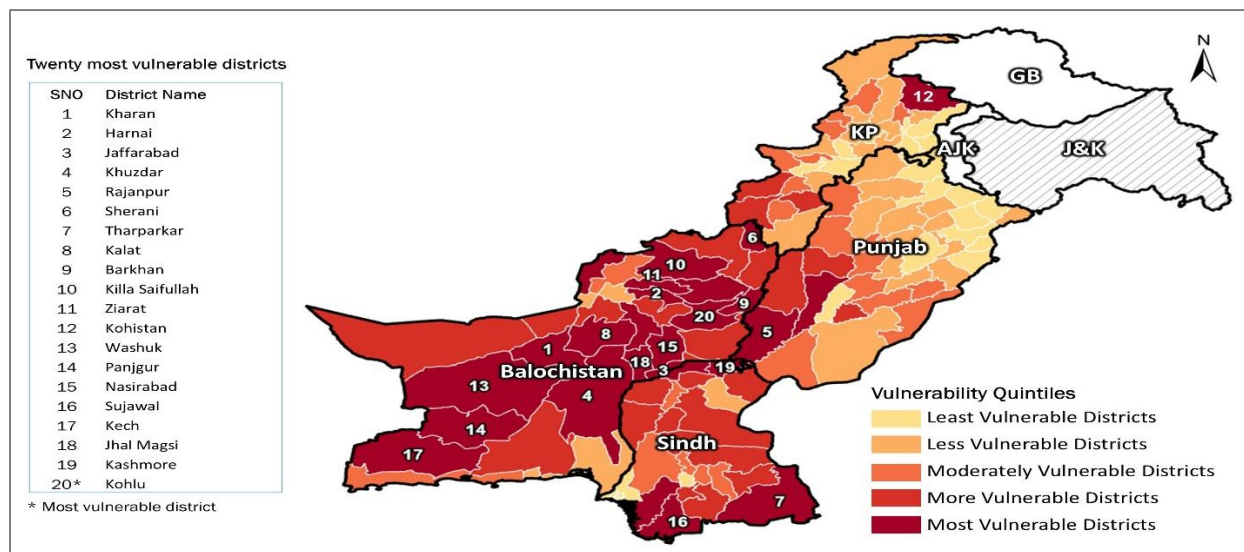 Twenty most vulnerable districts
SNO District Name
1 Kharan
2 Harnai
3 Jaffarabad
4 Khuzdar
5 Rajanpur
6 Sherani
7 Tharparkar
8 Kalat
9 Barkhan
10 Killa Saifullah
11 Ziarat
12 Kohistan
13 Washuk
14 Panjgur
15 Nasirabad
16 Sujawal
17 Kech
18 Jhal Magsi
19 Kashmore
20* Kohlu
* Most vulnerable district
N
GB
12
KP
AJK
J&K
6
Punjab
10
11
2
9
20
5
8
1
15
18
19
3
Balochistan
13
4
14
Sindh
17
7
16
Vulnerability Quintiles
Least Vulnerable Districts
Less Vulnerable Districts
Moderately Vulnerable Districts
More Vulnerable Districts
Most Vulnerable Districts